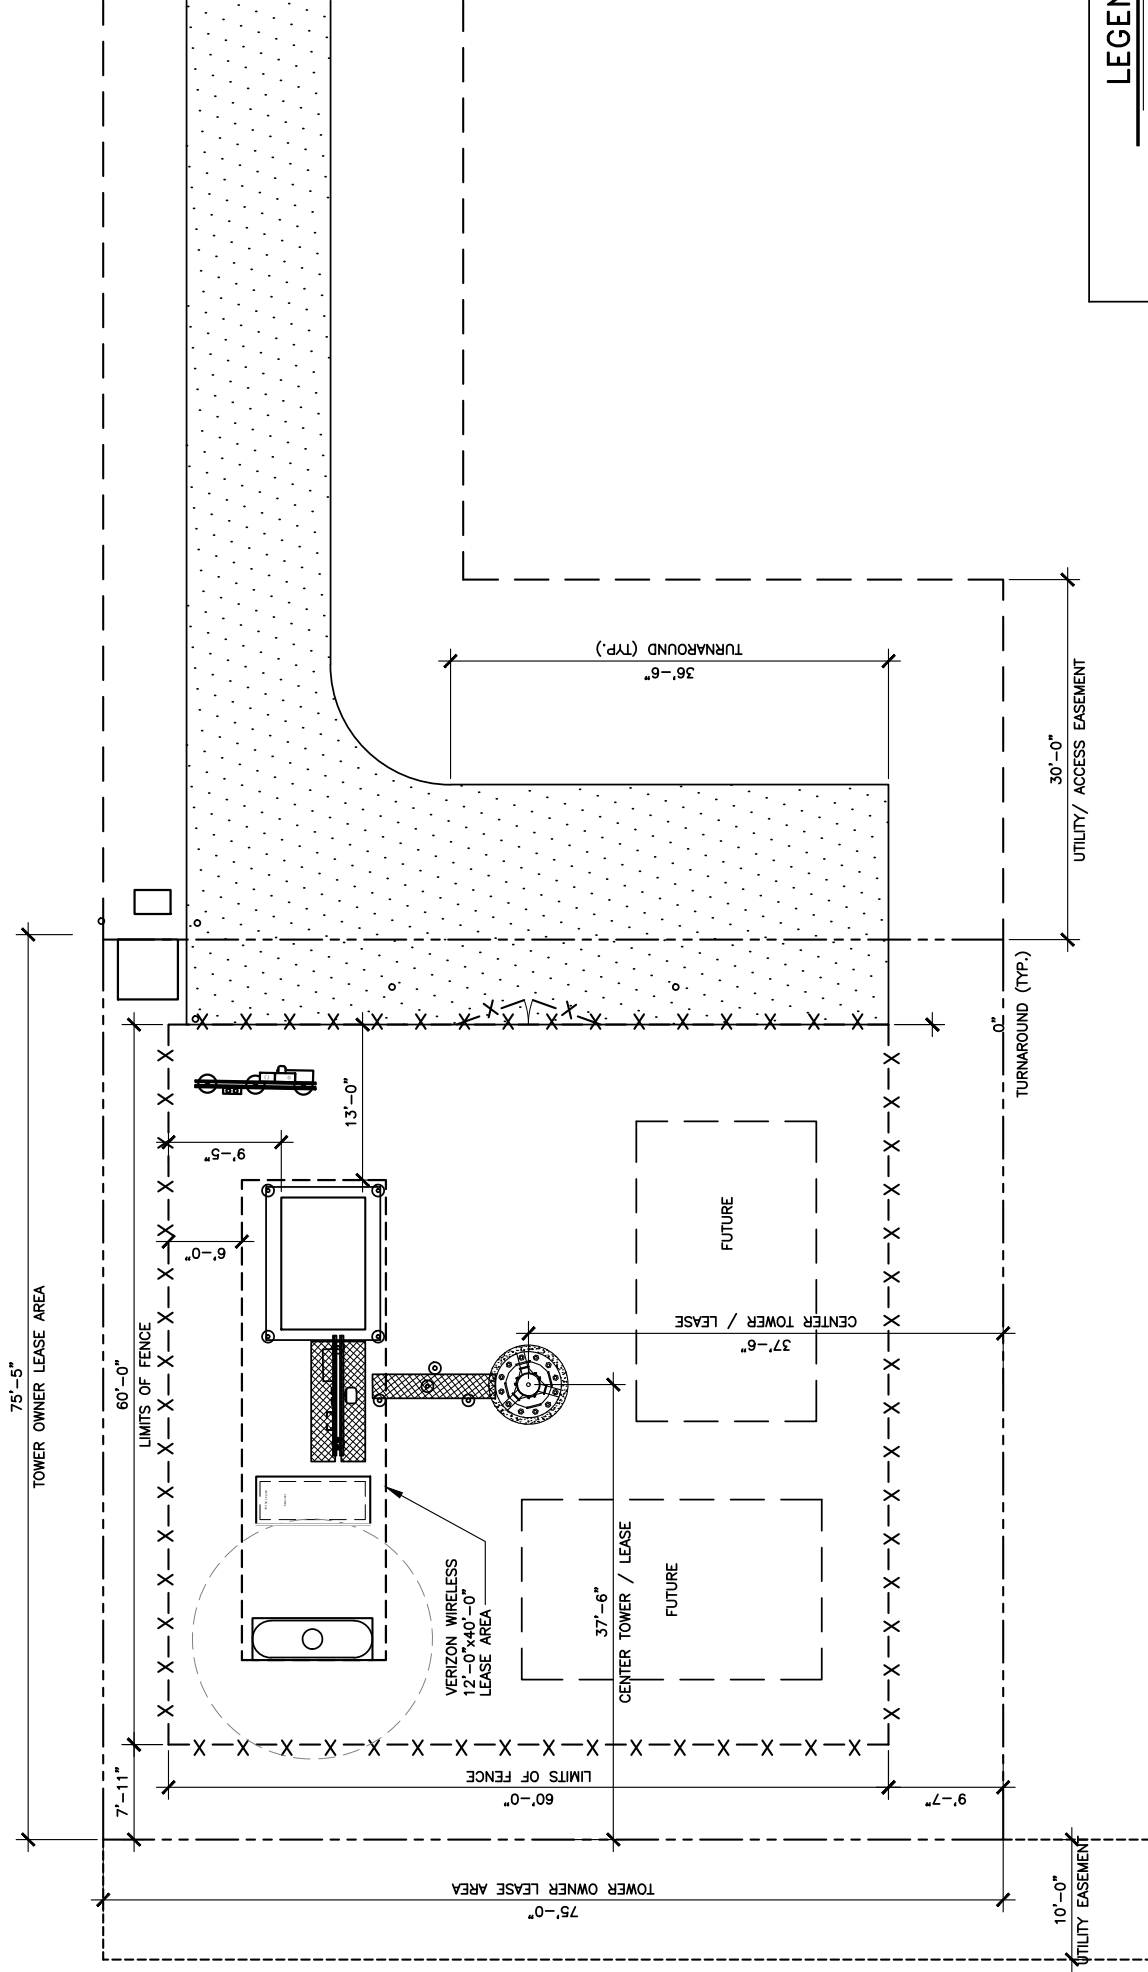 LEGEN
75'-5"
TOWER OWNER LEASE AREA
60'-0"
LIMITS OF FENCE
7'-11"
TURNAROUND (TYP.)
36'-6"
30'-0"
UTILITY/ ACCESS EASEMENT
0"
TURNAROUND (TYP.)
13'-0"
9'-5"
6'-0"
FUTURE
CENTER TOWER / LEASE
37'-6"
VERIZON WIRELESS
12'-0"x40'-0"
LEASE AREA
37'-6"
CENTER TOWER / LEASE
FUTURE
LIMITS OF FENCE
60'-0"
9'-7"
TOWER OWNER LEASE AREA
75'-0"
10'-0"
UTILITY EASEMENT